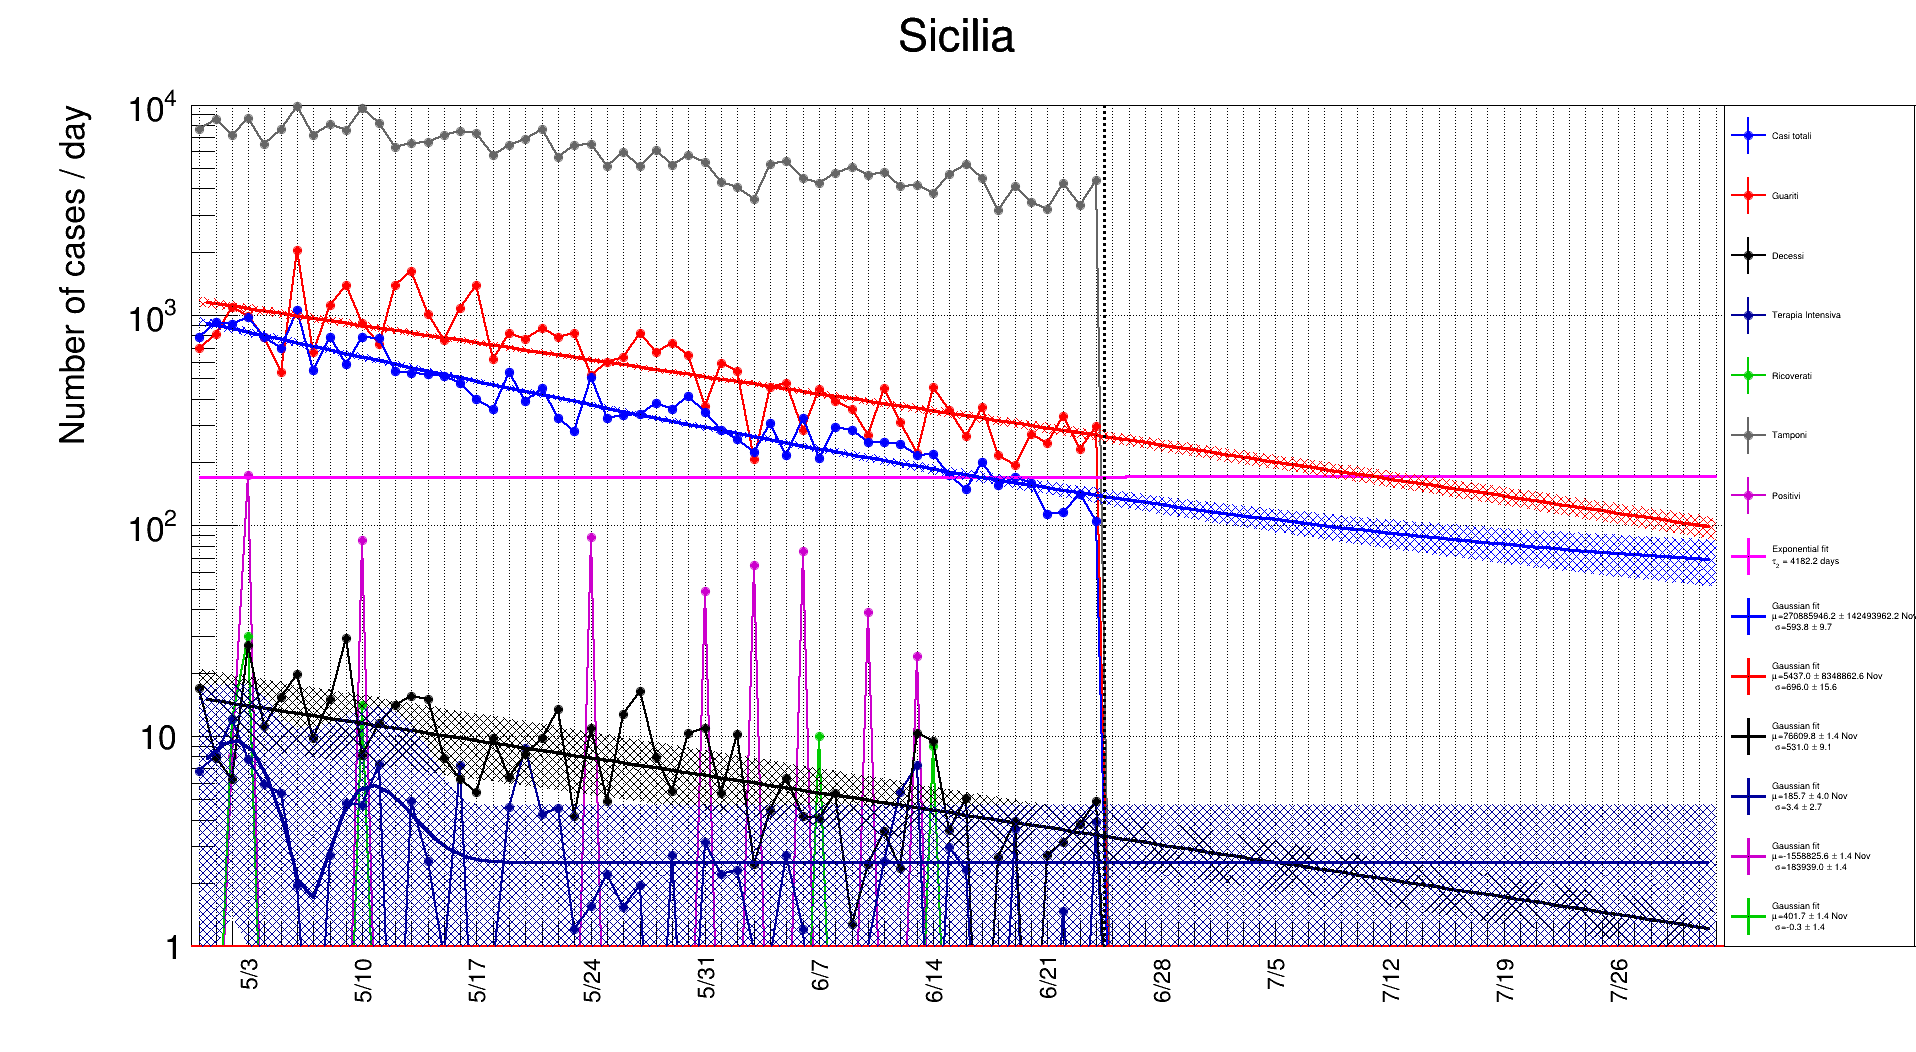 Sicilia
Number of cases / day
10⁴
10³
10²
10
1
5/3
5/10
5/17
5/24
5/31
6/7
6/14
6/21
6/28
7/5
7/12
7/19
7/26
Casi totali
Guariti
Decessi
Terapia Intensiva
Ricoverati
Tamponi
Positivi
Exponential fit
τ₂ = 4182.2 days
Gaussian fit
μ=270885946.2 ± 142493962.2 Nov
σ=593.8 ± 9.7
Gaussian fit
μ=5437.0 ± 8348862.6 Nov
σ=696.0 ± 15.6
Gaussian fit
μ=76609.8 ± 1.4 Nov
σ=531.0 ± 9.1
Gaussian fit
μ=185.7 ± 4.0 Nov
σ=3.4 ± 2.7
Gaussian fit
μ=-1558825.6 ± 1.4 Nov
σ=183939.0 ± 1.4
Gaussian fit
μ=401.7 ± 1.4 Nov
σ=-0.3 ± 1.4